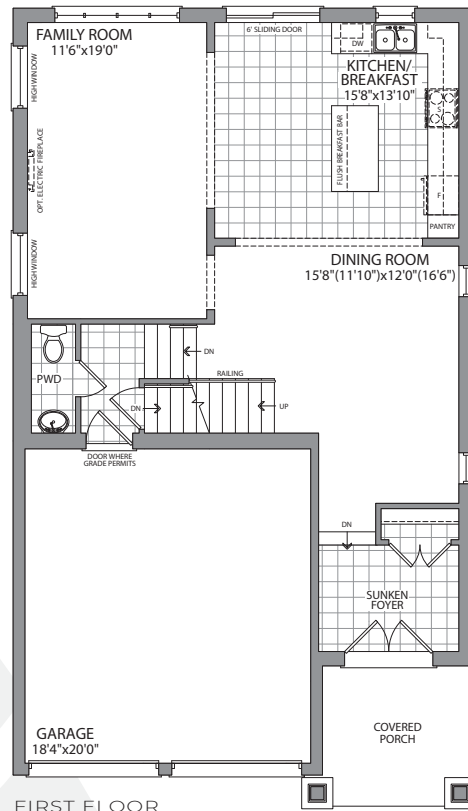 FAMILY ROOM
11'6"x19'0"
6' SLIDING DOOR
DW
KITCHEN/
BREAKFAST
15'8"x13'10"
HIGH WINDOW
S
FLUSH BREAKFAST BAR
OPT. ELECTRIC FIREPLACE
F
PANTRY
HIGH WINDOW
DINING ROOM
15'8"(11'10")x12'0"(16'6")
DN
PWD
RAILING
DN
UP
DOOR WHERE
GRADE PERMITS
DN
SUNKEN
FOYER
GARAGE
18'4"x20'0"
COVERED
PORCH
FIRST FLOOR